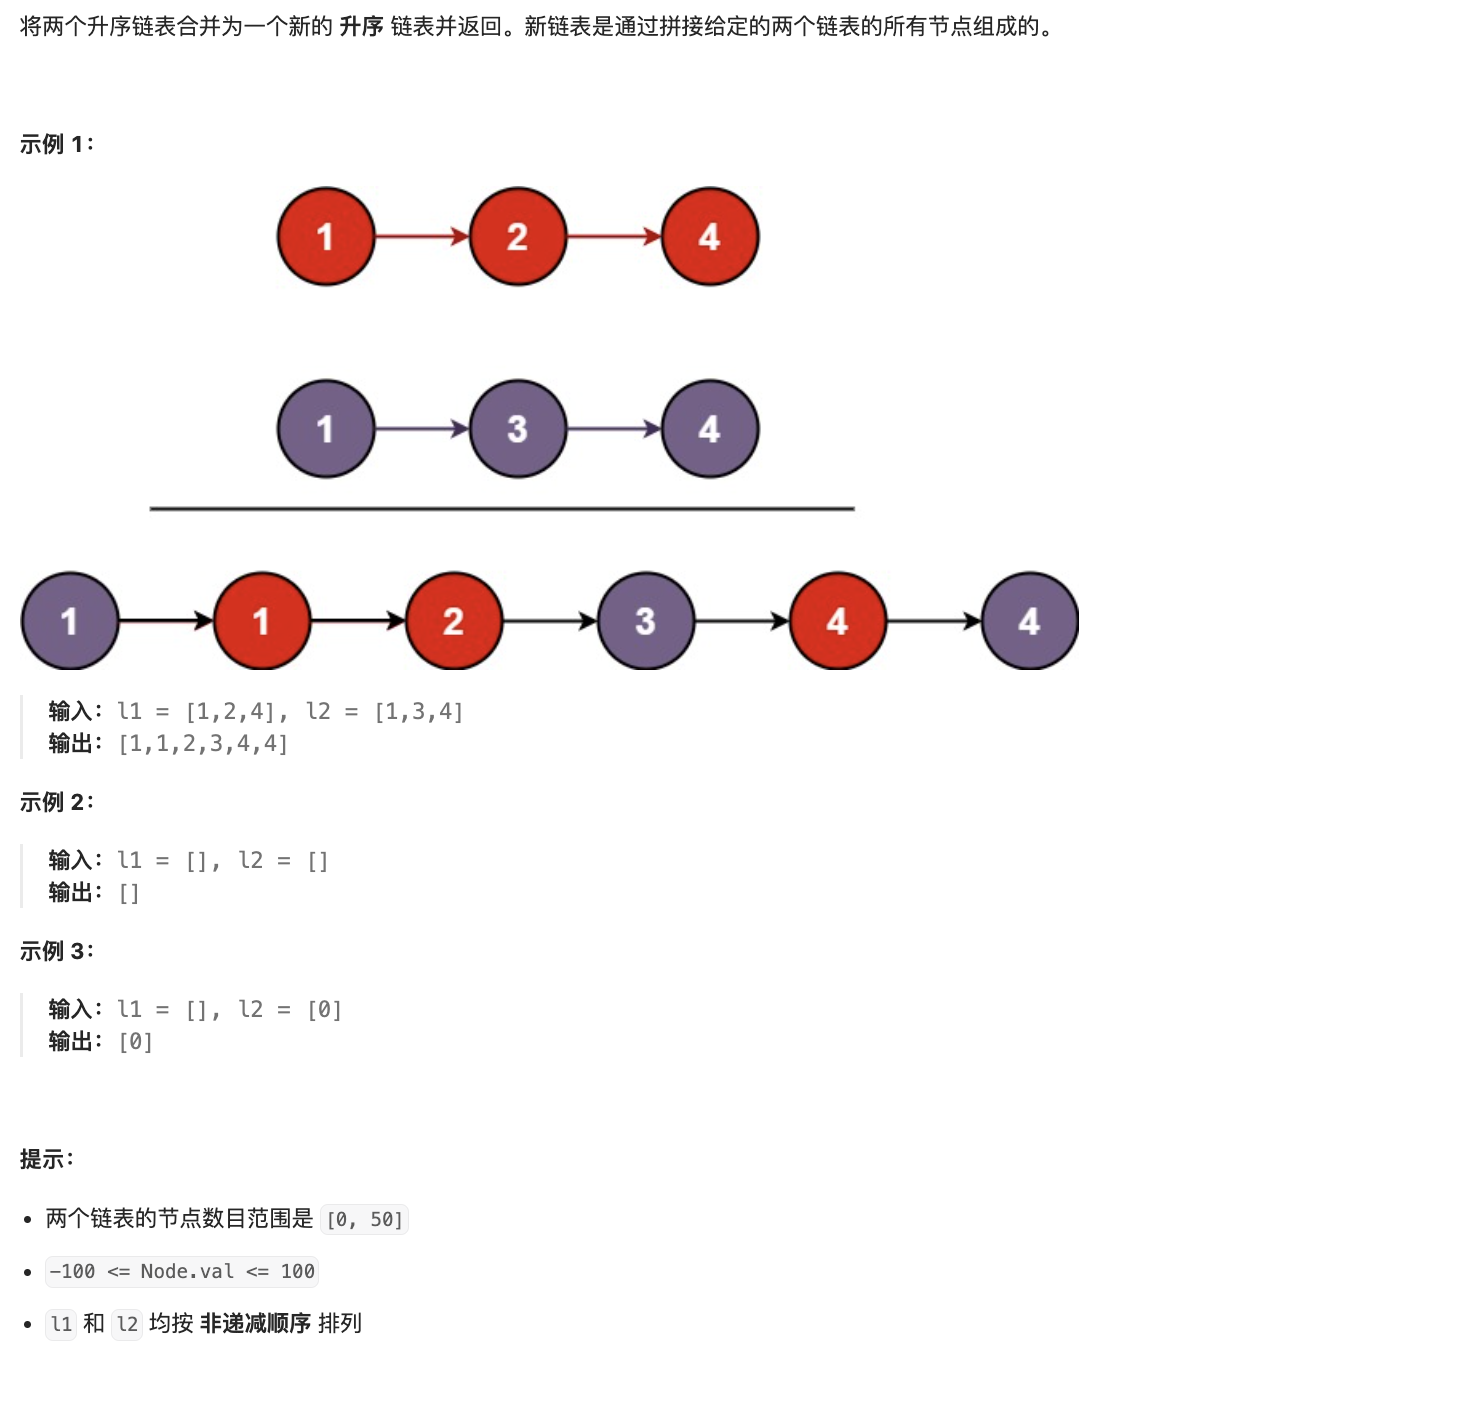 将两个升序链表合并为一个新的 升序 链表并返回。新链表是通过拼接给定的两个链表的所有节点组成的。
示例 1：
1 2 4
1 3 4
1 1 2 3 4 4
输入：l1 = [1,2,4], l2 = [1,3,4]
输出：[1,1,2,3,4,4]
示例 2：
输入：l1 = [], l2 = []
输出：[]
示例 3：
输入：l1 = [], l2 = [0]
输出：[0]
提示：
• 两个链表的节点数目范围是 [0, 50]
• -100 <= Node.val <= 100
• l1 和 l2 均按 非递减顺序 排列